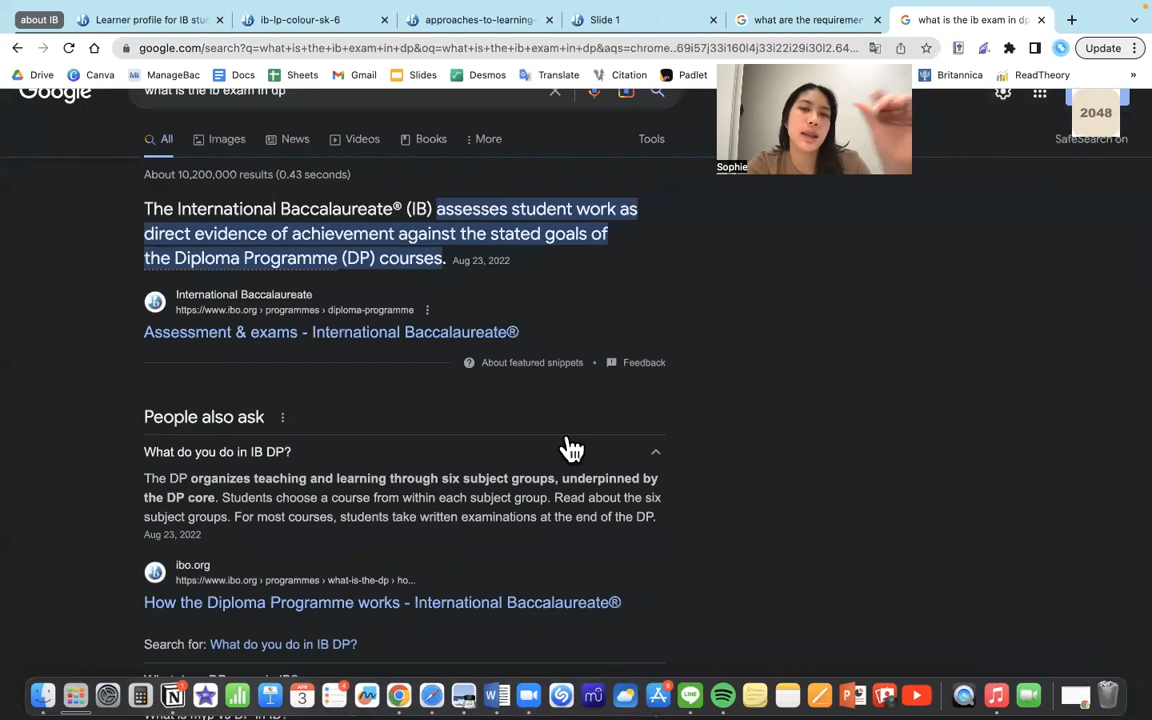 about IB
Learner profile for IB stu
ib-lp-colour-sk-6
approaches-to-learning-
Slide 1
what are the requiremen
what is the ib exam in dp
google.com/search?q=what+is+the+ib+exam+in+dp&oq=what+is+the+ib+exam+in+dp&aqs=chrome..69i57j33i160l4j33i22i29i30l2.64...
Update
Drive
Canva
ManageBac
Docs
Sheets
Gmail
Slides
Desmos
Translate
Citation
Padlet
Britannica
ReadTheory
Google
what is the ib exam in dp
2048
All
Images
News
Videos
Books
More
Tools
SafeSearch on
Sophie
About 10,200,000 results (0.43 seconds)
The International Baccalaureate® (IB) assesses student work as
direct evidence of achievement against the stated goals of
the Diploma Programme (DP) courses. Aug 23, 2022
International Baccalaureate
https://www.ibo.org › programmes › diploma-programme
Assessment & exams - International Baccalaureate®
About featured snippets • Feedback
People also ask
What do you do in IB DP?
The DP organizes teaching and learning through six subject groups, underpinned by
the DP core. Students choose a course from within each subject group. Read about the six
subject groups. For most courses, students take written examinations at the end of the DP.
Aug 23, 2022
ibo.org
https://www.ibo.org › programmes › what-is-the-dp › ho...
How the Diploma Programme works - International Baccalaureate®
Search for: What do you do in IB DP?
APR
3